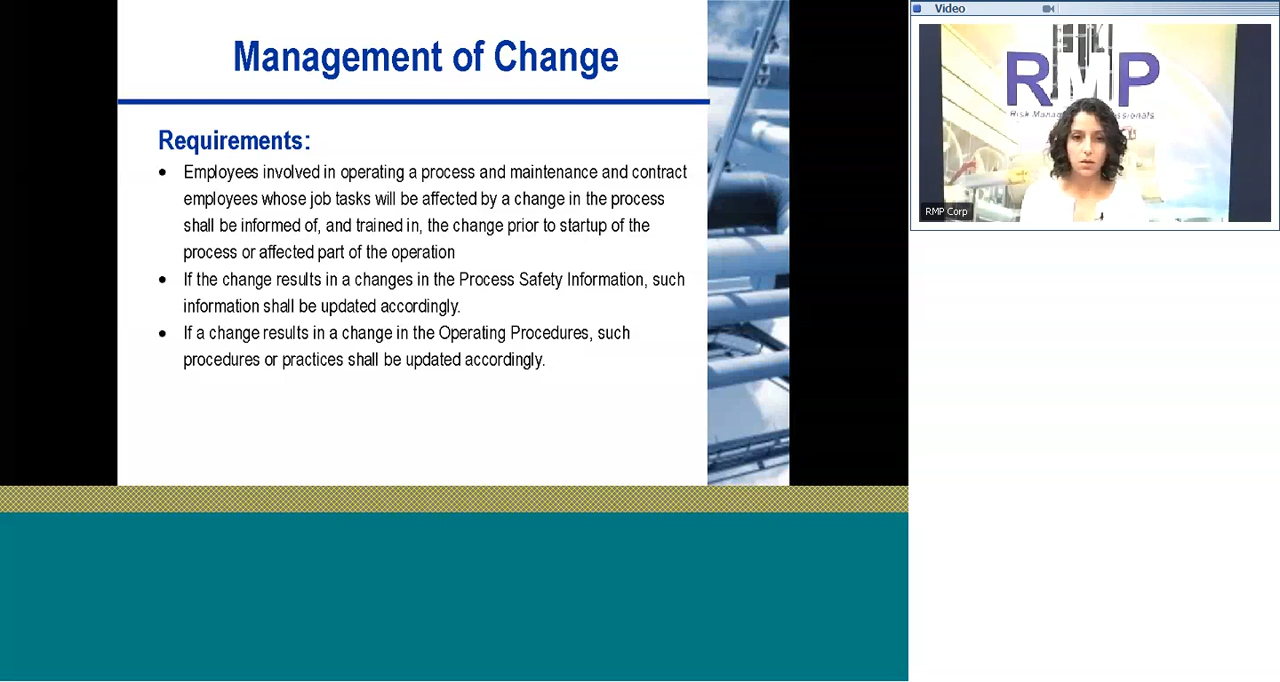 Management of Change
Requirements:
• Employees involved in operating a process and maintenance and contract
employees whose job tasks will be affected by a change in the process
shall be informed of, and trained in, the change prior to startup of the
process or affected part of the operation
• If the change results in a changes in the Process Safety Information, such
information shall be updated accordingly.
• If a change results in a change in the Operating Procedures, such
procedures or practices shall be updated accordingly.
Video
RMP
Risk
RMP Corp